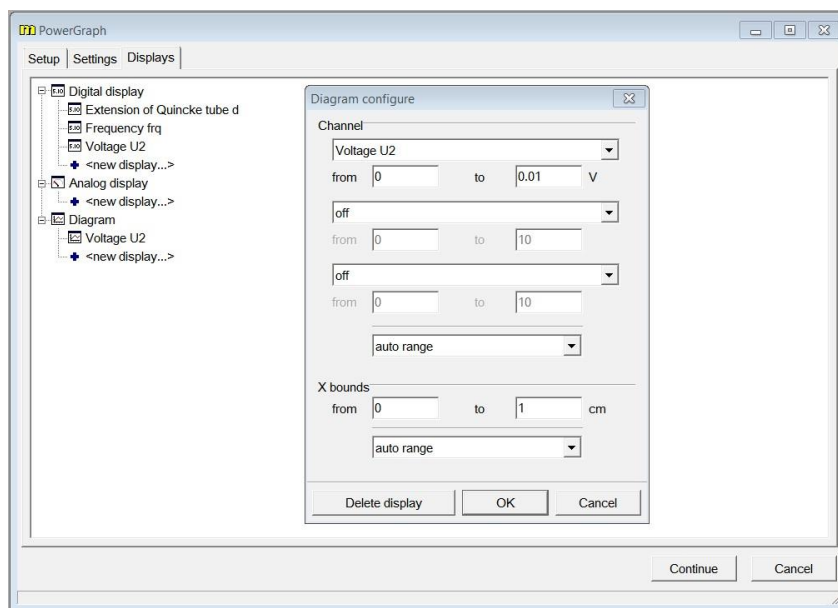 PowerGraph
Setup Settings Displays
Digital display
Extension of Quincke tube d
Frequency frq
Voltage U2
<new display...>
Analog display
<new display...>
Diagram
Voltage U2
<new display...>
Diagram configure
Channel
Voltage U2
from 0 to 0.01 V
off
from 0 to 10
off
from 0 to 10
auto range
X bounds
from 0 to 1 cm
auto range
Delete display OK Cancel
Continue Cancel